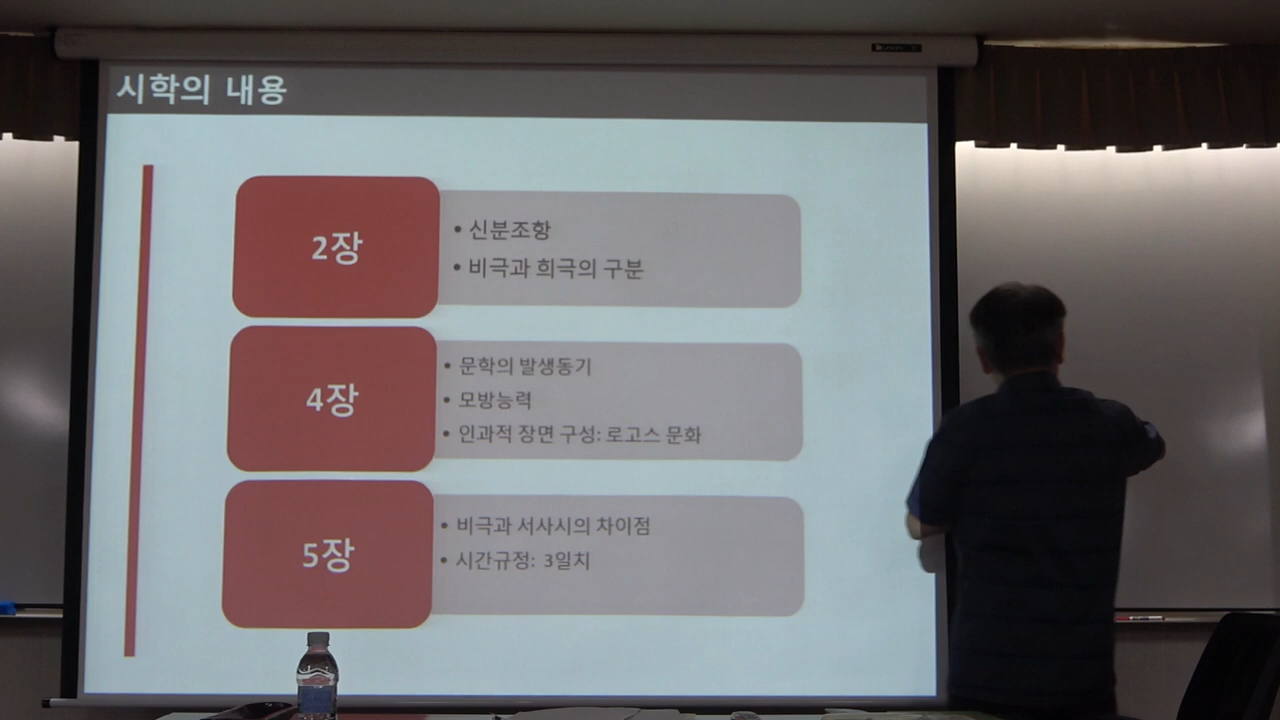 시학의 내용
2장
• 신분조항
• 비극과 희극의 구분
4장
• 문학의 발생동기
• 모방능력
• 인과적 장면 구성: 로고스 문화
5장
• 비극과 서사시의 차이점
• 시간규정: 3일치